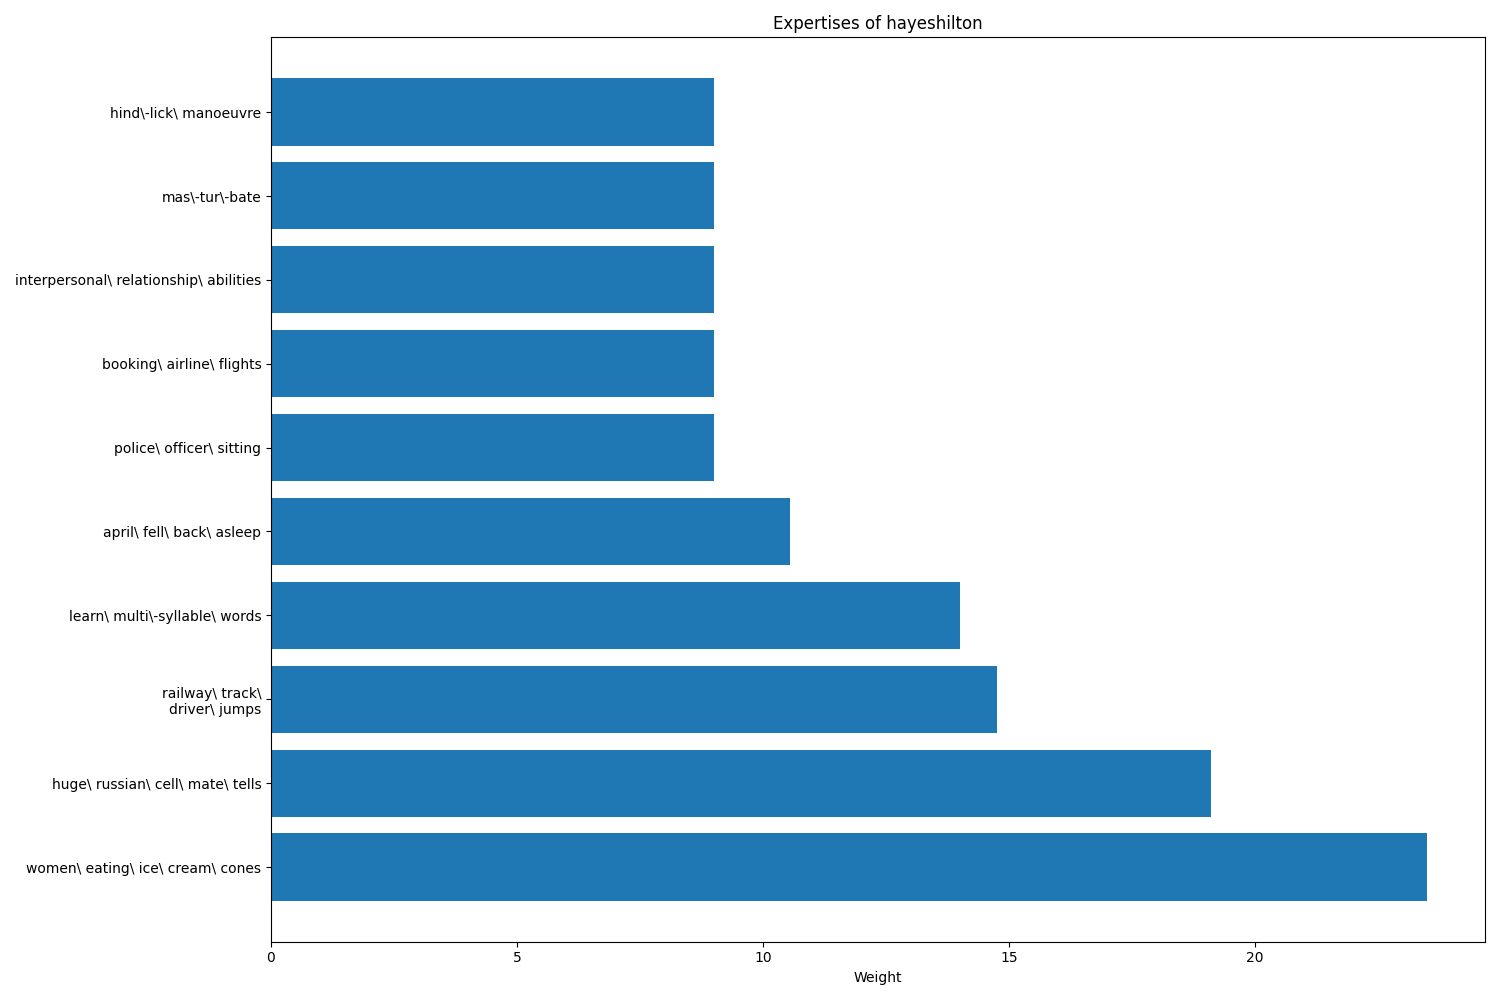 Expertises of hayeshilton
hind\-lick\ manoeuvre
mas\-tur\-bate
interpersonal\ relationship\ abilities
booking\ airline\ flights
police\ officer\ sitting
april\ fell\ back\ asleep
learn\ multi\-syllable\ words
railway\ track\
driver\ jumps
huge\ russian\ cell\ mate\ tells
women\ eating\ ice\ cream\ cones
0 5 10 15 20
Weight